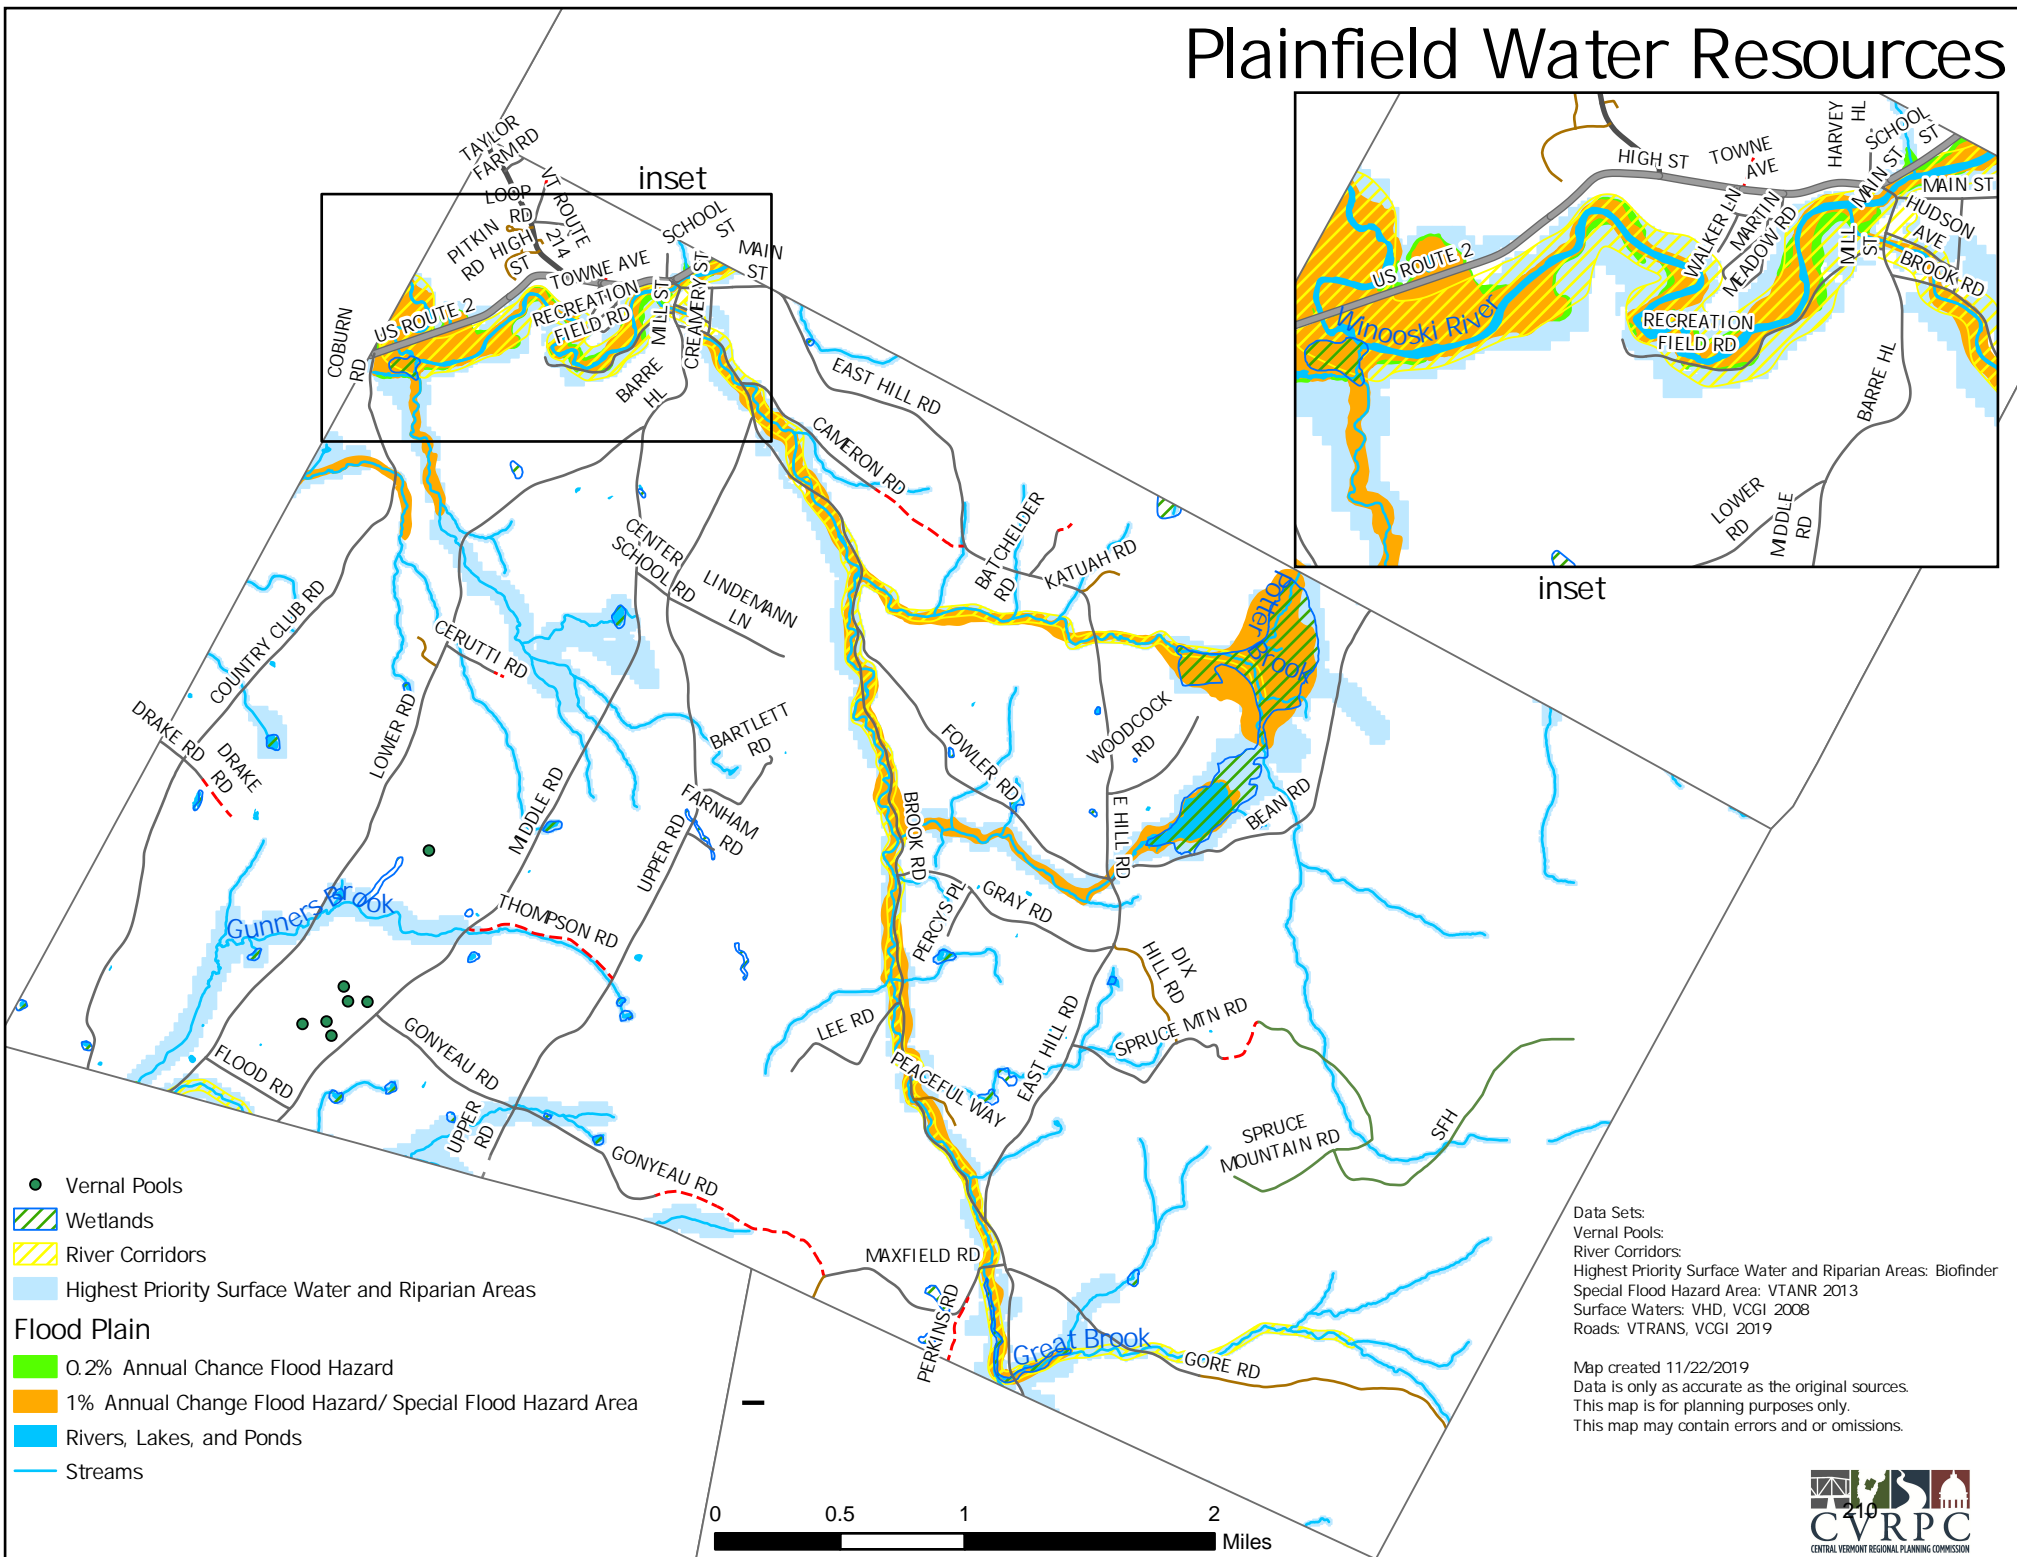 Plainfield Water Resources
inset
TAYLOR
FARM RD
LOOP
RD
VT ROUTE
214
PITKIN
RD
HIGH
ST
SCHOOL
ST
MAIN
ST
TOWNE AVE
RECREATION
FIELD RD
MILL ST
CREAMERY ST
US ROUTE 2
COBURN
RD
BARRE
HL
EAST HILL RD
CAMERON RD
BATCHELDER
RD
KATUAH RD
CENTER
SCHOOL RD
LINDEMANN
LN
COUNTRY CLUB RD
CERUTTI RD
DRAKE RD
DRAKE
RD
LOWER RD
MIDDLE RD
BARTLETT
RD
FARNHAM
RD
UPPER RD
FOWLER RD
WOODCOCK
RD
Potter
Brook
BEAN RD
E HILL RD
BROOK RD
PERCYS PL
GRAY RD
DIX
HILL RD
Gunners Brook
THOMPSON RD
LEE RD
EAST HILL RD
SPRUCE MTN RD
PEACEFUL WAY
FLOOD RD
GONYEAU RD
UPPER
RD
GONYEAU RD
SPRUCE
MOUNTAIN RD
SFH
MAXFIELD RD
PERKINS RD
Great Brook
GORE RD
HIGH ST
TOWNE
AVE
HARVEY
HL
SCHOOL
ST
MAIN ST
MAIN ST
HUDSON
AVE
BROOK RD
MILL
ST
WALKER LN
MARTIN
MEADOW RD
US ROUTE 2
Winooski River
RECREATION
FIELD RD
BARRE HL
LOWER
RD
MIDDLE
RD
inset
Vernal Pools
Wetlands
River Corridors
Highest Priority Surface Water and Riparian Areas
Flood Plain
0.2% Annual Chance Flood Hazard
1% Annual Change Flood Hazard/ Special Flood Hazard Area
Rivers, Lakes, and Ponds
Streams
0 0.5 1 2
Miles
Data Sets:
Vernal Pools:
River Corridors:
Highest Priority Surface Water and Riparian Areas: Biofinder
Special Flood Hazard Area: VTANR 2013
Surface Waters: VHD, VCGI 2008
Roads: VTRANS, VCGI 2019
Map created 11/22/2019
Data is only as accurate as the original sources.
This map is for planning purposes only.
This map may contain errors and or omissions.
210
CVRPC
CENTRAL VERMONT REGIONAL PLANNING COMMISSION